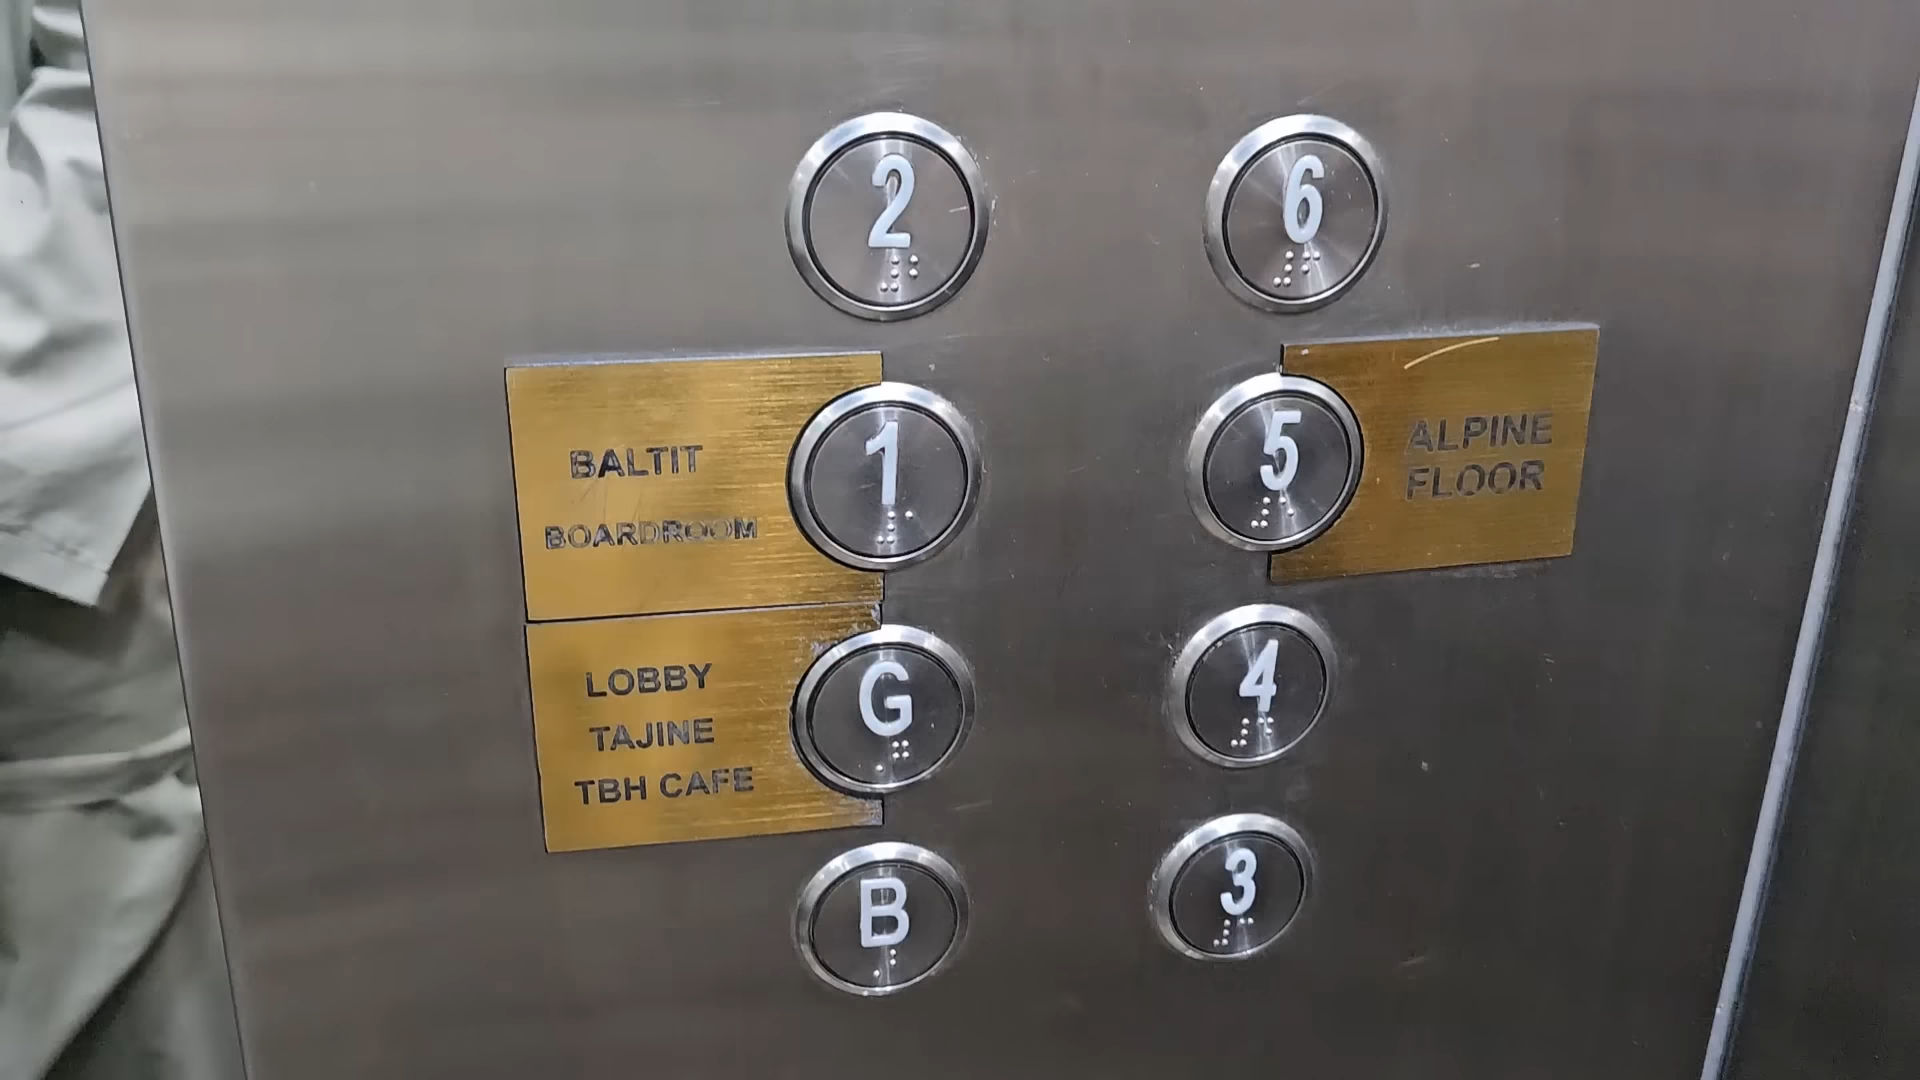 2
6
BALTIT
BOARDROOM
1
5
ALPINE
FLOOR
LOBBY
TAJINE
TBH CAFE
G
4
B
3